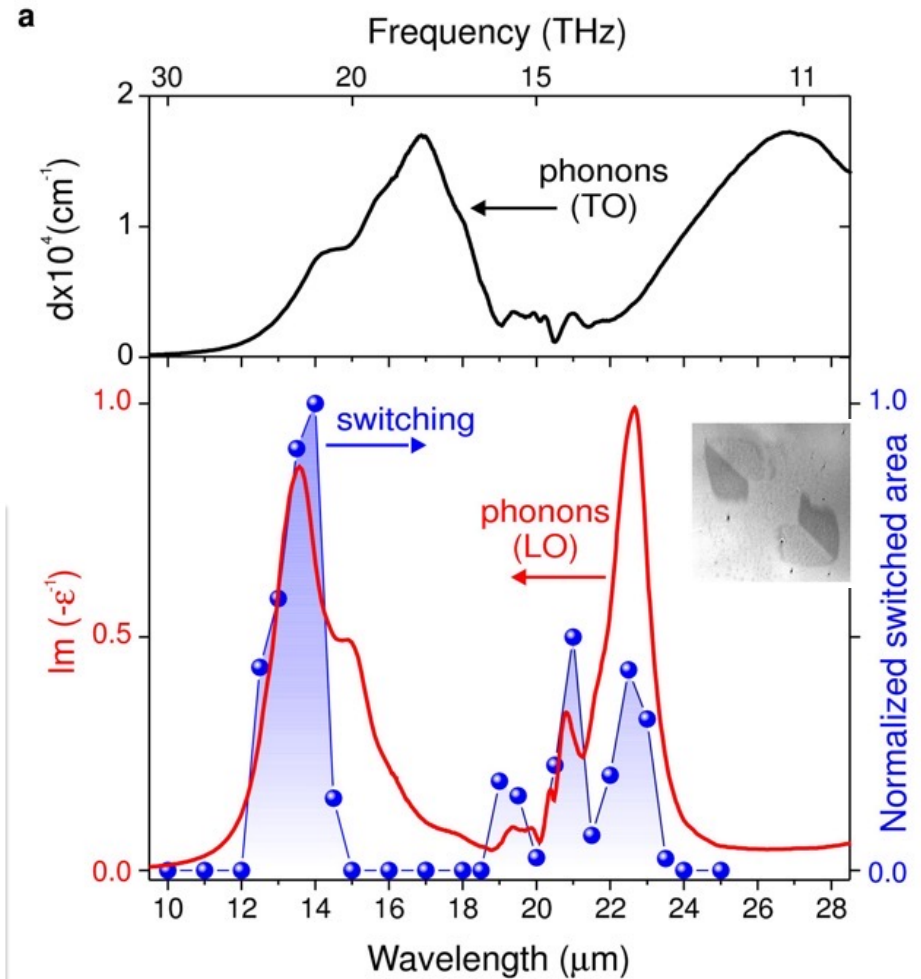 a
Frequency (THz)
30 20 15 11
2
1
0
dx10⁴(cm⁻¹)
phonons
(TO)
1.0
0.5
0.0
Im (-ε⁻¹)
switching
phonons
(LO)
1.0
0.0
Normalized switched area
10 12 14 16 18 20 22 24 26 28
Wavelength (μm)